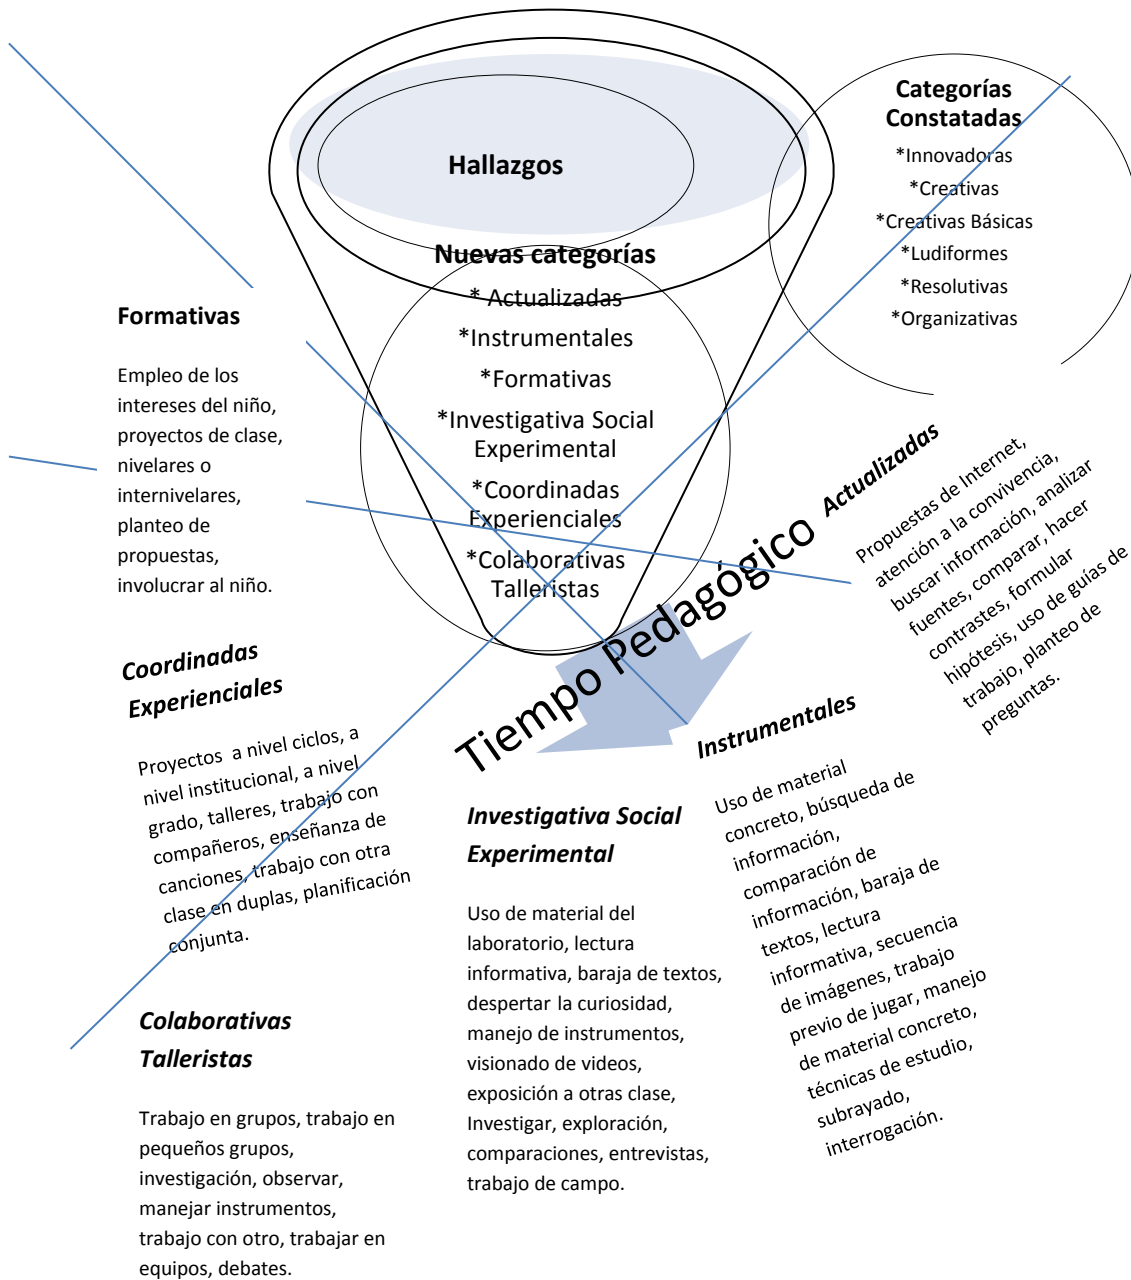 Hallazgos
Categorías
Constatadas
*Innovadoras
*Creativas
*Creativas Básicas
*Ludiformes
*Resolutivas
*Organizativas
Nuevas categorías
* Actualizadas
*Instrumentales
*Formativas
*Investigativa Social
Experimental
*Coordinadas
Experienciales
*Colaborativas
Talleristas
Formativas
Empleo de los
intereses del niño,
proyectos de clase,
nivelares o
internivelares,
planteo de
propuestas,
involucrar al niño.
Tiempo Pedagógico
Actualizadas
Propuestas de Internet,
atención a la convivencia,
buscar información, analizar
fuentes, comparar, hacer
contrastes, formular
hipótesis, uso de guías de
trabajo, planteo de
preguntas.
Coordinadas
Experienciales
Proyectos a nivel ciclos, a
nivel institucional, a nivel
grado, talleres, trabajo con
compañeros, enseñanza de
canciones, trabajo con otra
clase en duplas, planificación
conjunta.
Instrumentales
Uso de material
concreto, búsqueda de
información,
comparación de
información, baraja de
textos, lectura
informativa, secuencia
de imágenes, trabajo
previo de jugar, manejo
de material concreto,
técnicas de estudio,
subrayado,
interrogación.
Investigativa Social
Experimental
Uso de material del
laboratorio, lectura
informativa, baraja de textos,
despertar la curiosidad,
manejo de instrumentos,
visionado de videos,
exposición a otras clase,
Investigar, exploración,
comparaciones, entrevistas,
trabajo de campo.
Colaborativas
Talleristas
Trabajo en grupos, trabajo en
pequeños grupos,
investigación, observar,
manejar instrumentos,
trabajo con otro, trabajar en
equipos, debates.